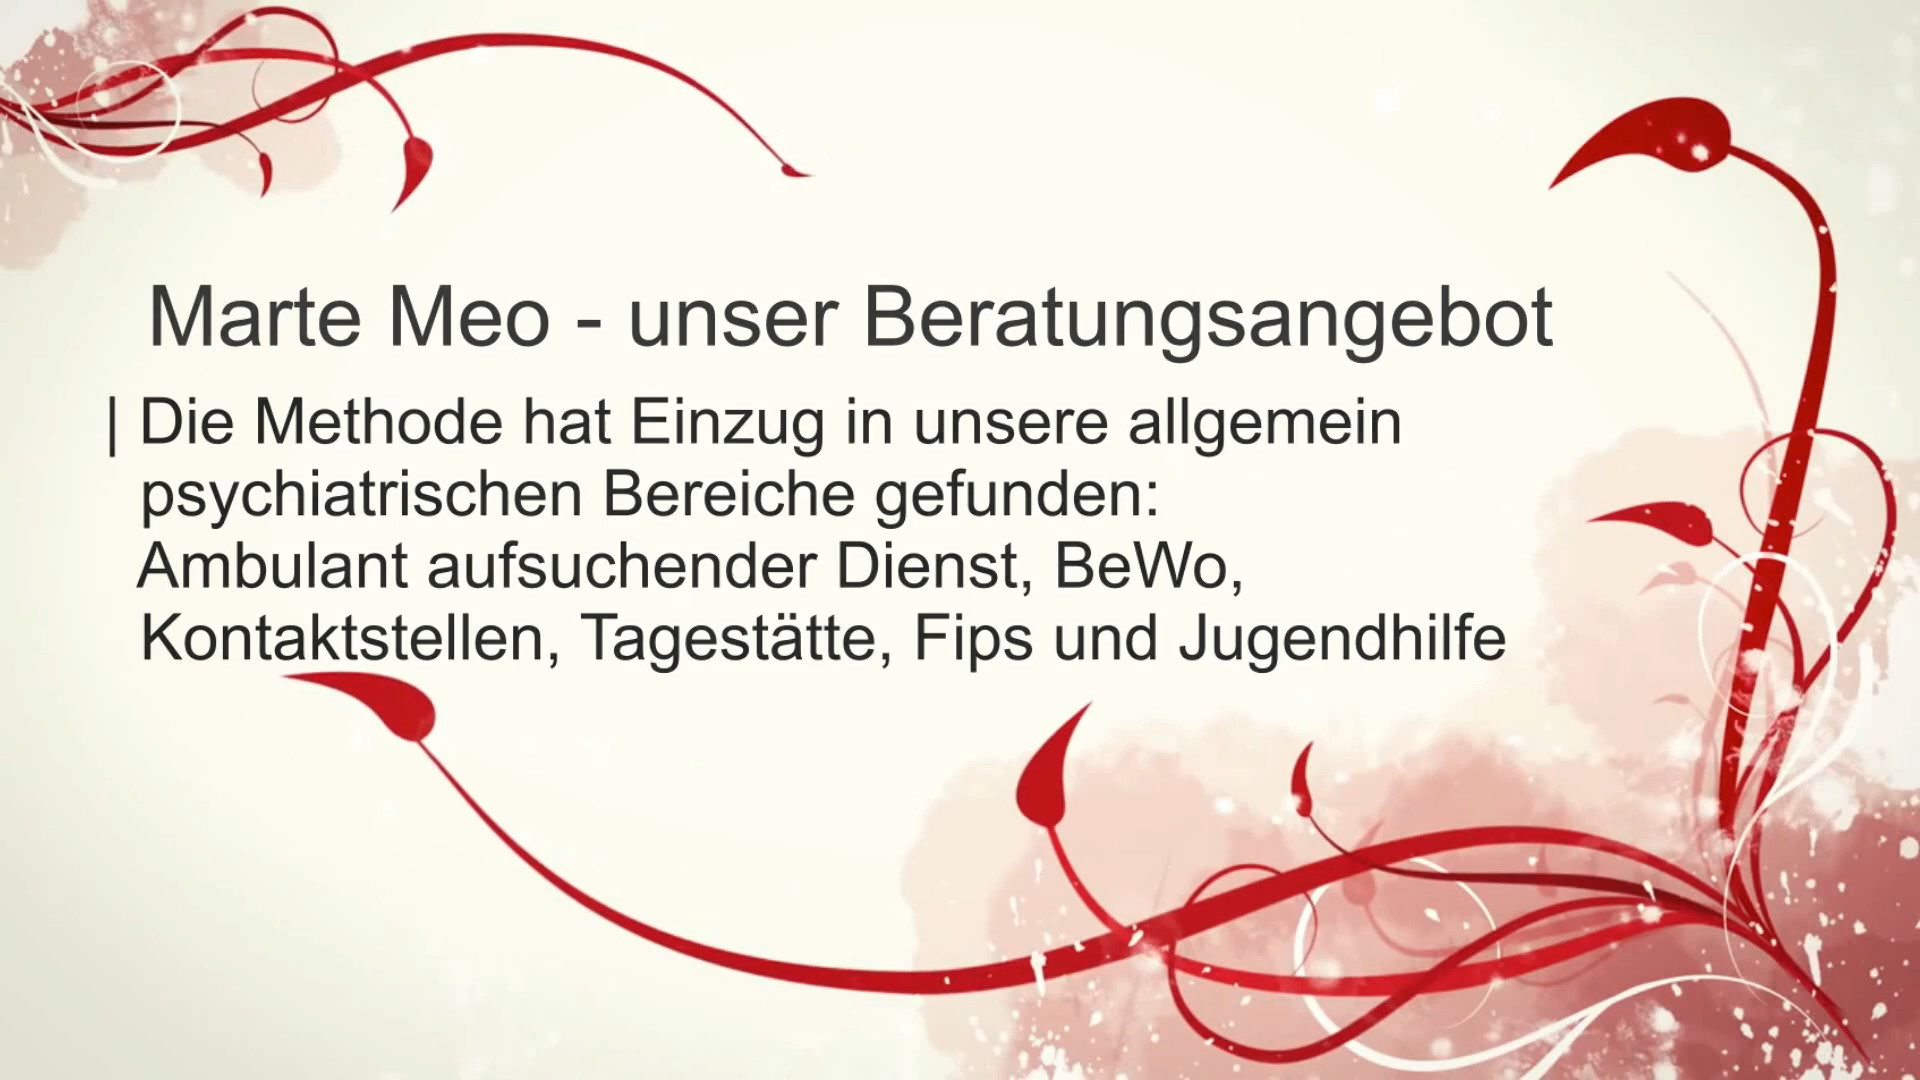 Marte Meo - unser Beratungsangebot
| Die Methode hat Einzug in unsere allgemein
psychiatrischen Bereiche gefunden:
Ambulant aufsuchender Dienst, BeWo,
Kontaktstellen, Tagestätte, Fips und Jugendhilfe